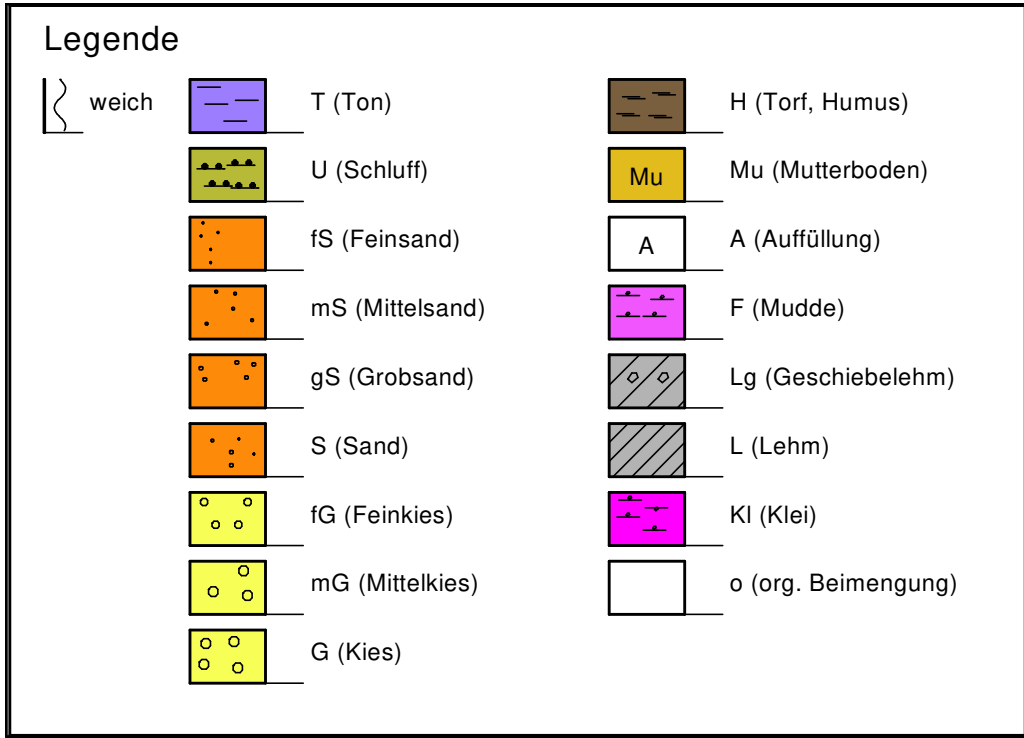 Legende
weich
T (Ton)
U (Schluff)
fS (Feinsand)
mS (Mittelsand)
gS (Grobsand)
S (Sand)
fG (Feinkies)
mG (Mittelkies)
G (Kies)
H (Torf, Humus)
Mu
Mu (Mutterboden)
A
A (Auffüllung)
F (Mudde)
Lg (Geschiebelehm)
L (Lehm)
Kl (Klei)
o (org. Beimengung)